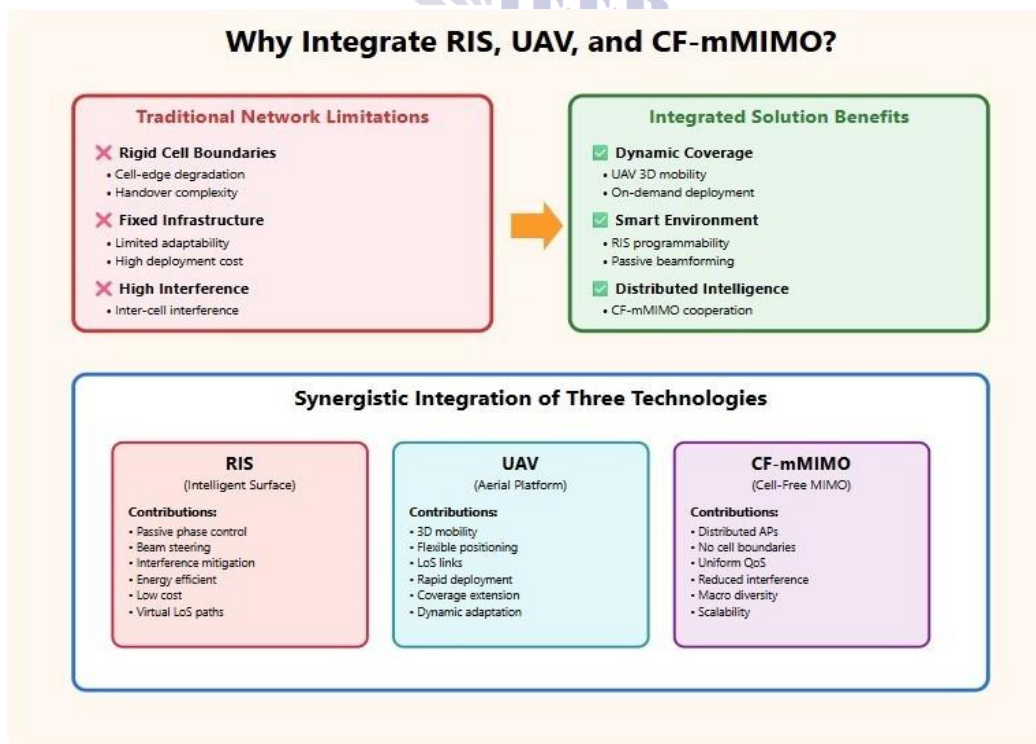 Why Integrate RIS, UAV, and CF-mMIMO?
Traditional Network Limitations
❌ Rigid Cell Boundaries
• Cell-edge degradation
• Handover complexity
❌ Fixed Infrastructure
• Limited adaptability
• High deployment cost
❌ High Interference
• Inter-cell interference
Integrated Solution Benefits
✅ Dynamic Coverage
• UAV 3D mobility
• On-demand deployment
✅ Smart Environment
• RIS programmability
• Passive beamforming
✅ Distributed Intelligence
• CF-mMIMO cooperation
Synergistic Integration of Three Technologies
RIS
(Intelligent Surface)
Contributions:
• Passive phase control
• Beam steering
• Interference mitigation
• Energy efficient
• Low cost
• Virtual LoS paths
UAV
(Aerial Platform)
Contributions:
• 3D mobility
• Flexible positioning
• LoS links
• Rapid deployment
• Coverage extension
• Dynamic adaptation
CF-mMIMO
(Cell-Free MIMO)
Contributions:
• Distributed APs
• No cell boundaries
• Uniform QoS
• Reduced interference
• Macro diversity
• Scalability